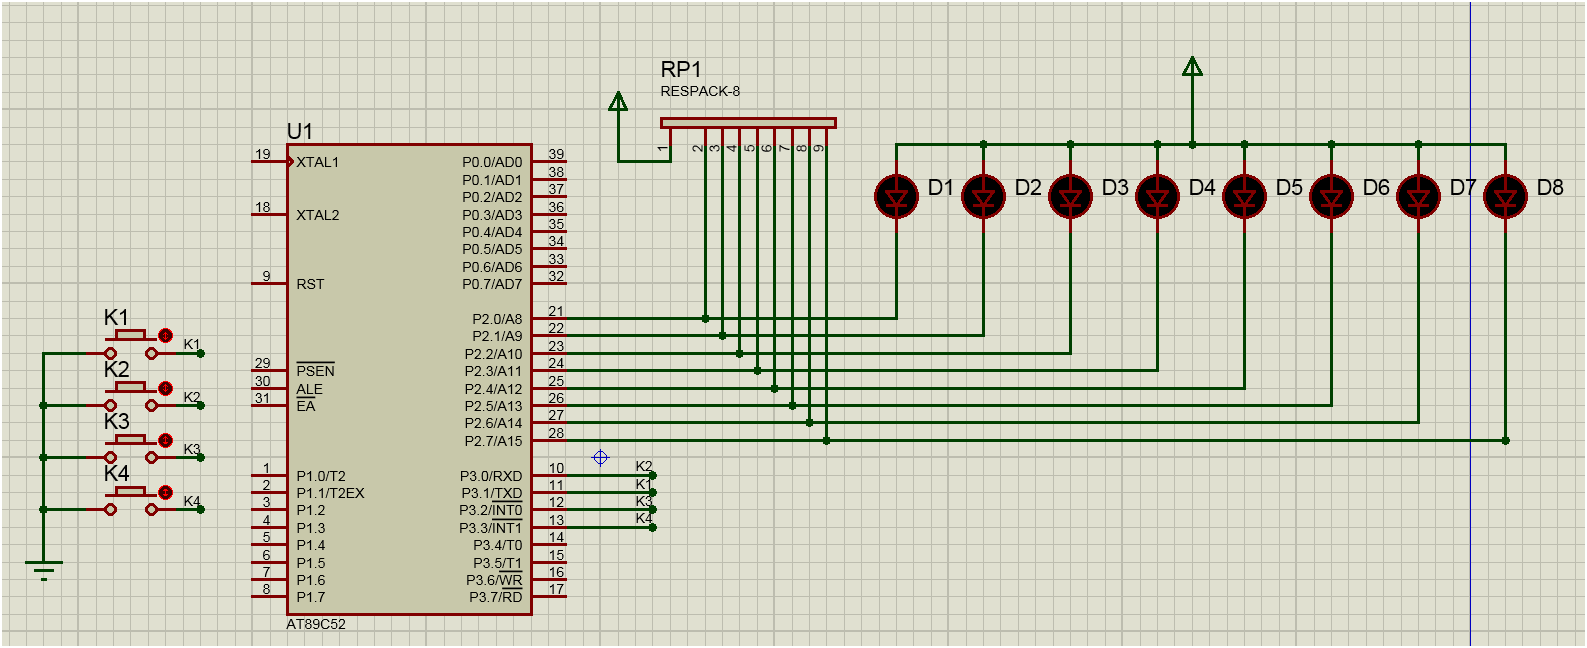 RP1
RESPACK-8
1
2
3
4
5
6
7
8
9
D1
D2
D3
D4
D5
D6
D7
D8
U1
19 XTAL1
18 XTAL2
9 RST
29 PSEN
30 ALE
31 EA
1 P1.0/T2
2 P1.1/T2EX
3 P1.2
4 P1.3
5 P1.4
6 P1.5
7 P1.6
8 P1.7
P0.0/AD0 39
P0.1/AD1 38
P0.2/AD2 37
P0.3/AD3 36
P0.4/AD4 35
P0.5/AD5 34
P0.6/AD6 33
P0.7/AD7 32
P2.0/A8 21
P2.1/A9 22
P2.2/A10 23
P2.3/A11 24
P2.4/A12 25
P2.5/A13 26
P2.6/A14 27
P2.7/A15 28
P3.0/RXD 10 K2
P3.1/TXD 11 K1
P3.2/INT0 12 K3
P3.3/INT1 13 K4
P3.4/T0 14
P3.5/T1 15
P3.6/WR 16
P3.7/RD 17
AT89C52
K1
K1
K2
K2
K3
K3
K4
K4